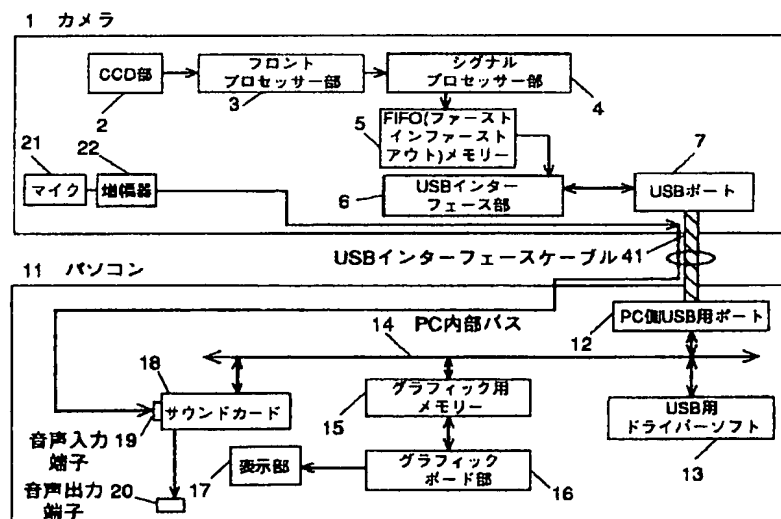 1 カメラ
CCD部
2
フロント
プロセッサー部
3
シグナル
プロセッサー部
4
5
FIFO(ファースト
インファースト
アウト)メモリー
6
USBインター
フェース部
7
USBポート
21
マイク
22
増幅器
USBインターフェースケーブル 41
11 パソコン
PC側USB用ポート
12
PC内部バス
14
18
サウンドカード
音声入力 19
端子
音声出力 20
端子
グラフィック用
メモリー
15
表示部
17
グラフィック
ボード部
16
USB用
ドライバーソフト
13